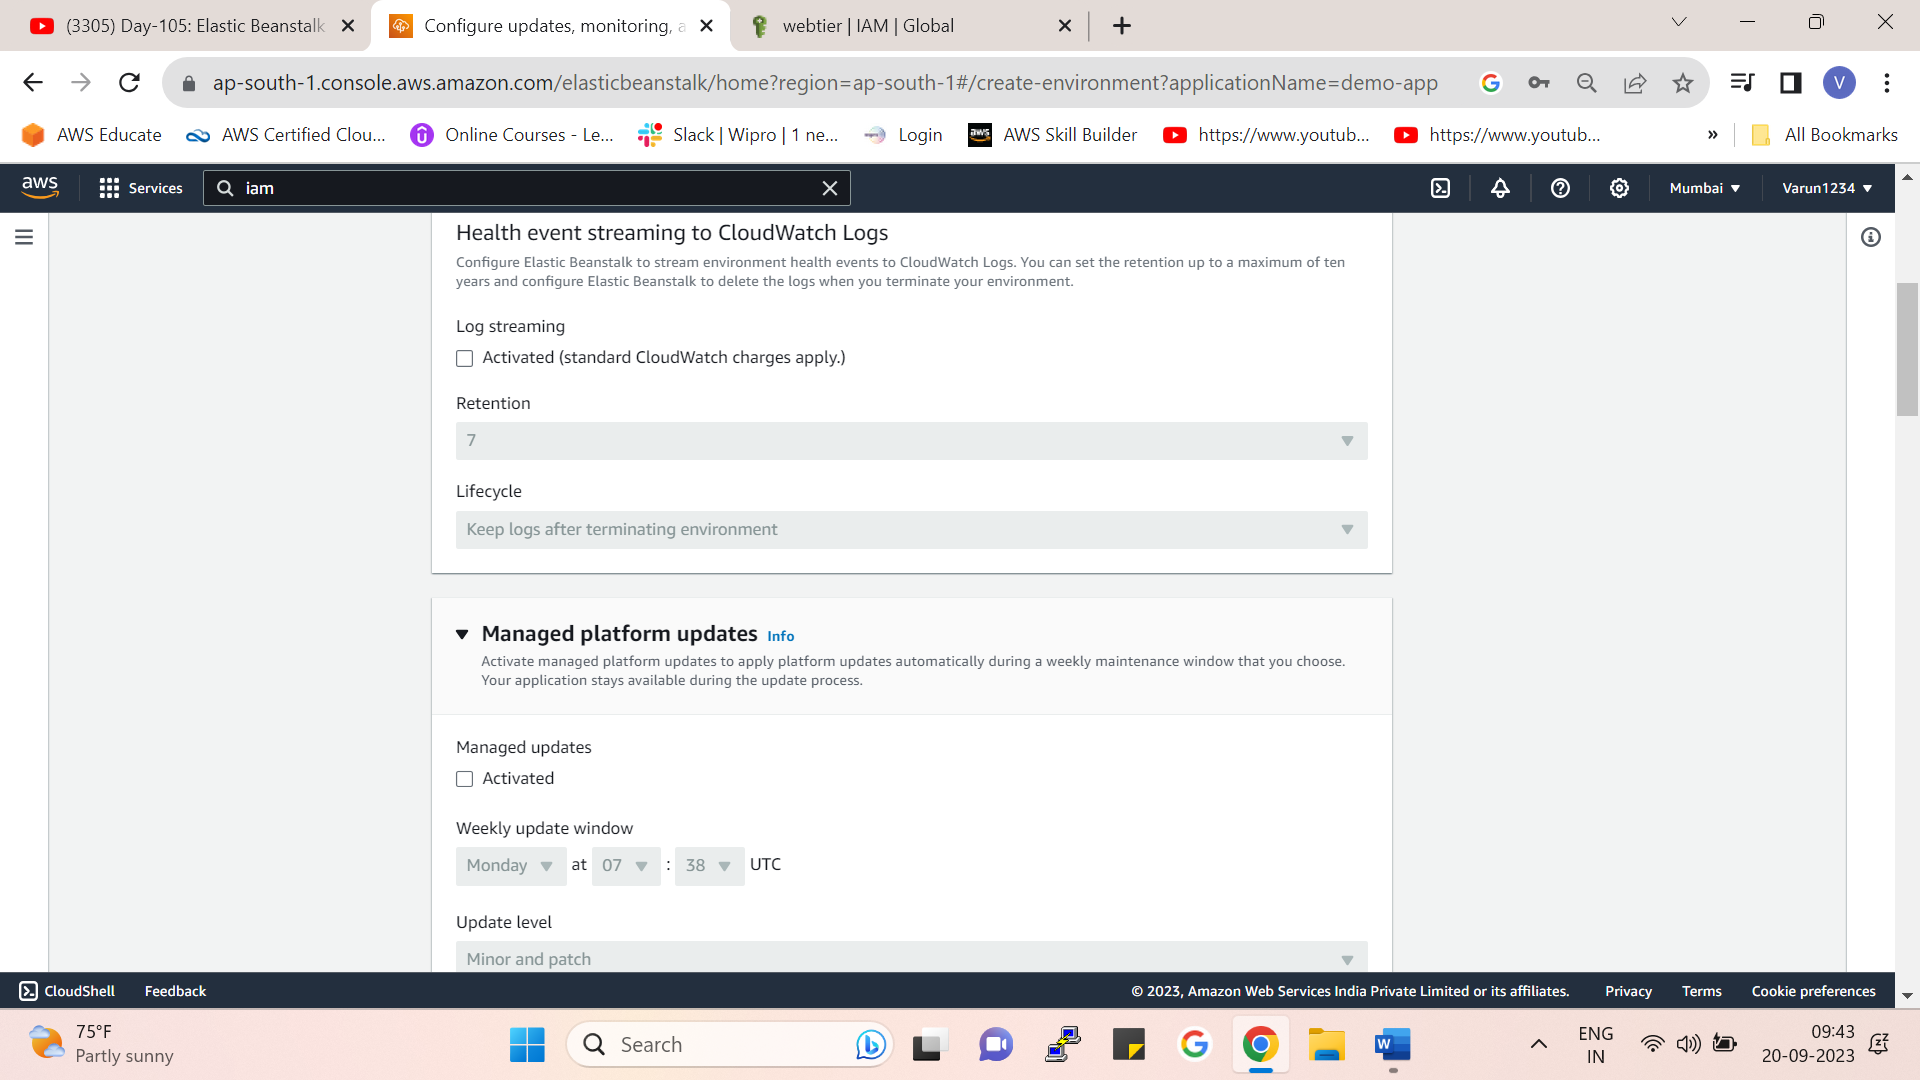 (3305) Day-105: Elastic Beanstalk
Configure updates, monitoring, a
webtier | IAM | Global
ap-south-1.console.aws.amazon.com/elasticbeanstalk/home?region=ap-south-1#/create-environment?applicationName=demo-app
V
AWS Educate
AWS Certified Clou...
Online Courses - Le...
Slack | Wipro | 1 ne...
Login
AWS Skill Builder
https://www.youtub...
https://www.youtub...
»
All Bookmarks
aws
Services
iam
Mumbai
Varun1234
Health event streaming to CloudWatch Logs
Configure Elastic Beanstalk to stream environment health events to CloudWatch Logs. You can set the retention up to a maximum of ten
years and configure Elastic Beanstalk to delete the logs when you terminate your environment.
Log streaming
Activated (standard CloudWatch charges apply.)
Retention
7
Lifecycle
Keep logs after terminating environment
Managed platform updates Info
Activate managed platform updates to apply platform updates automatically during a weekly maintenance window that you choose.
Your application stays available during the update process.
Managed updates
Activated
Weekly update window
Monday at 07 : 38 UTC
Update level
Minor and patch
CloudShell
Feedback
© 2023, Amazon Web Services India Private Limited or its affiliates.
Privacy
Terms
Cookie preferences
75°F
Partly sunny
Search
ENG
IN
09:43
20-09-2023